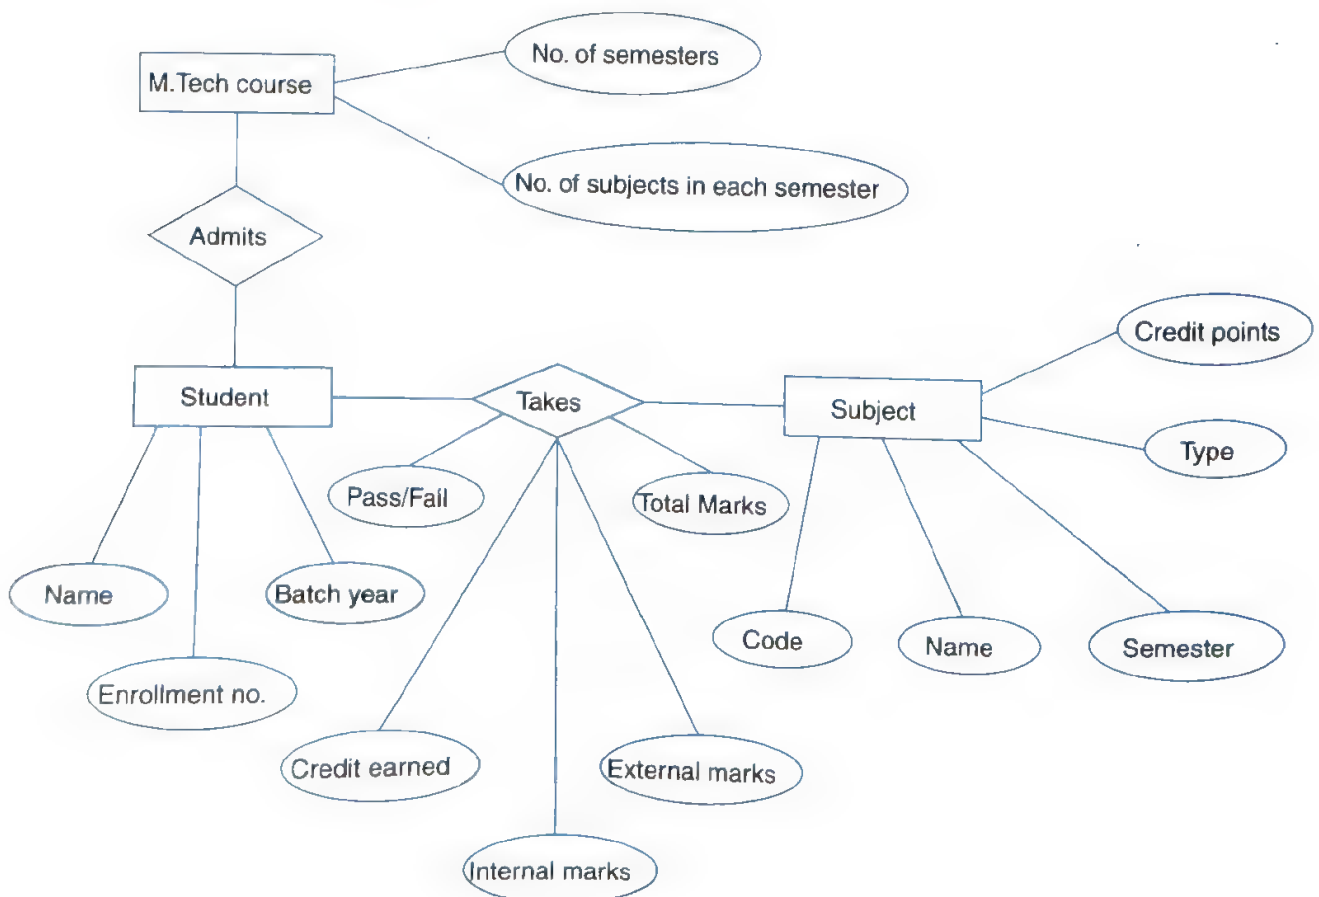 No. of semesters
M.Tech course
No. of subjects in each semester
Admits
Credit points
Student
Takes
Subject
Type
Pass/Fail
Total Marks
Name
Batch year
Code
Name
Semester
Enrollment no.
Credit earned
External marks
Internal marks